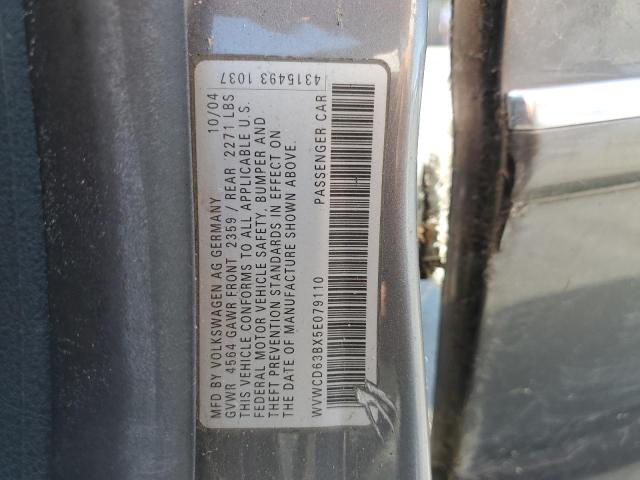 MFD BY VOLKSWAGEN AG GERMANY 10/04
GVWR 4564 GAWR FRONT 2359 / REAR 2271 LBS
THIS VEHICLE CONFORMS TO ALL APPLICABLE U.S.
FEDERAL MOTOR VEHICLE SAFETY, BUMPER AND
THEFT PREVENTION STANDARDS IN EFFECT ON
THE DATE OF MANUFACTURE SHOWN ABOVE.
WVWCD63BX5E079110 PASSENGER CAR
4315493 1037